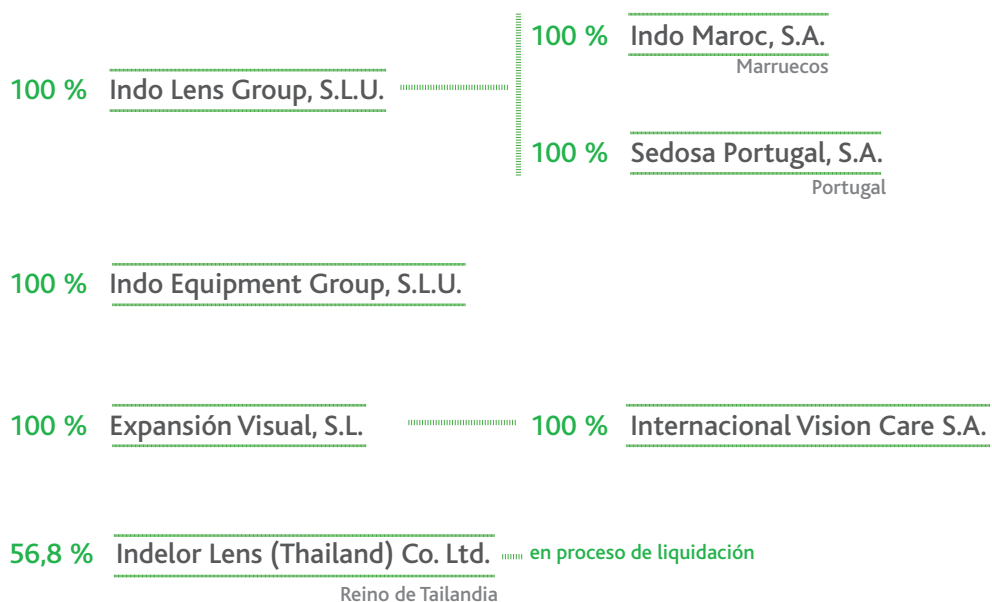 100 % Indo Lens Group, S.L.U.
100 % Indo Maroc, S.A.
Marruecos
100 % Sedosa Portugal, S.A.
Portugal
100 % Indo Equipment Group, S.L.U.
100 % Expansión Visual, S.L.
100 % Internacional Vision Care S.A.
56,8 % Indelor Lens (Thailand) Co. Ltd. en proceso de liquidación
Reino de Tailandia